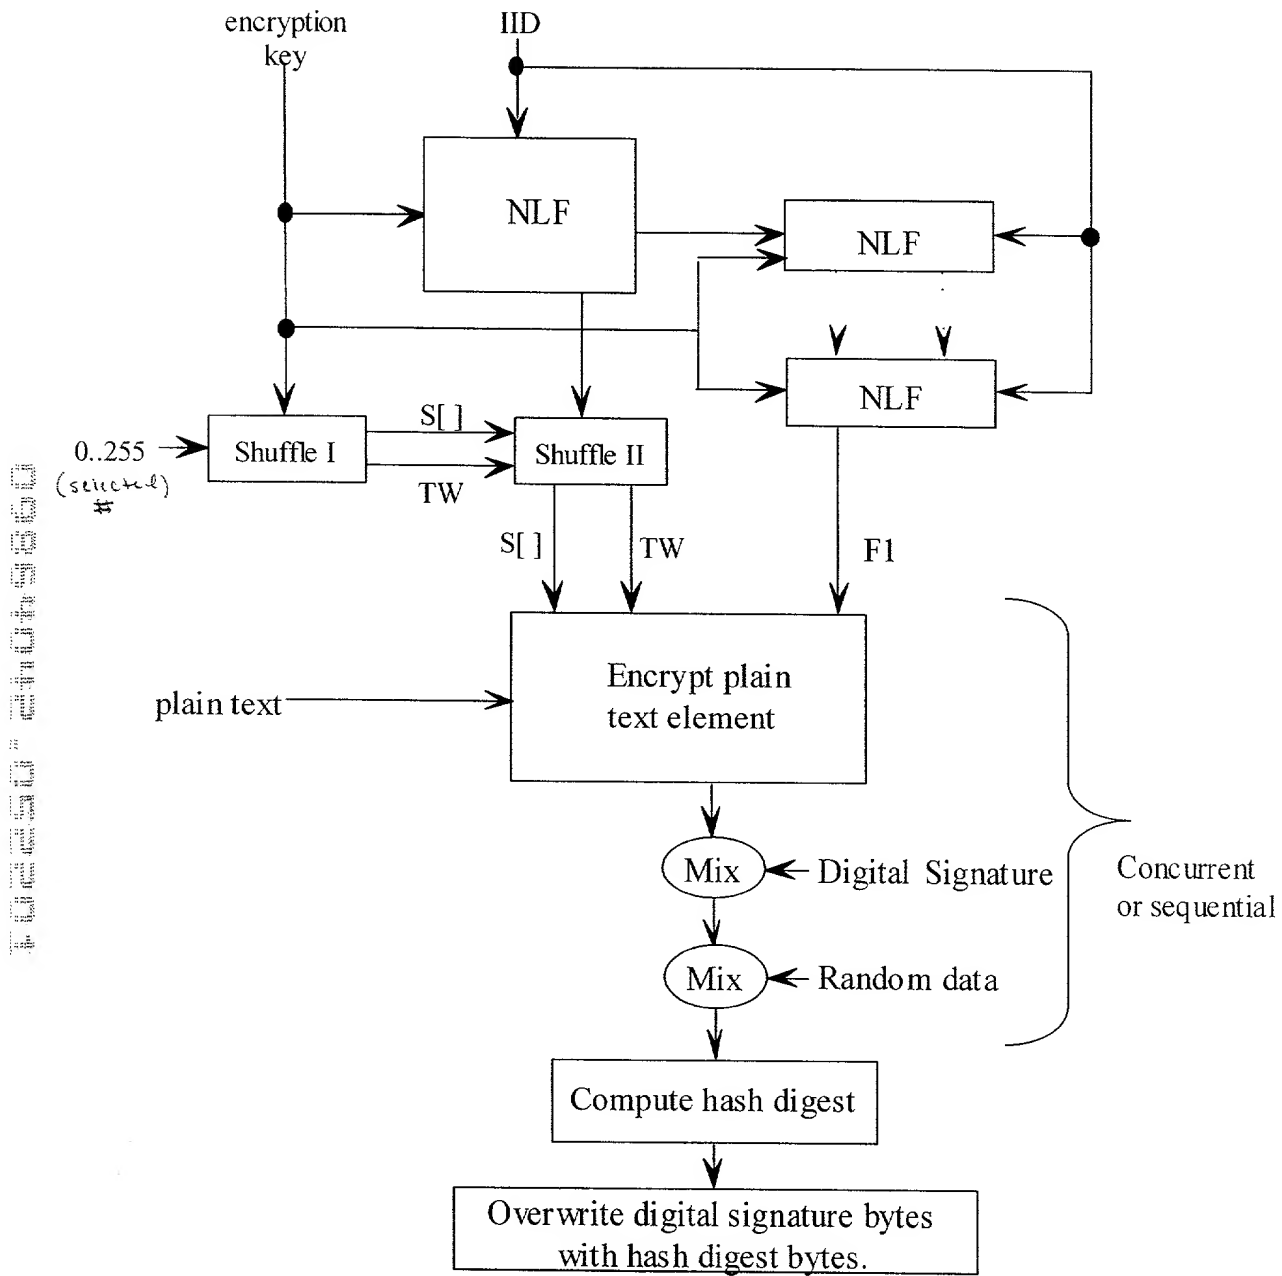 encryption
key
IID
NLF
NLF
NLF
S[ ]
0..255
Shuffle I
Shuffle II
(selected)
#
TW
S[ ]
TW
F1
Encrypt plain
text element
plain text
Mix
Digital Signature
Concurrent
or sequential
Mix
Random data
Compute hash digest
Overwrite digital signature bytes
with hash digest bytes.